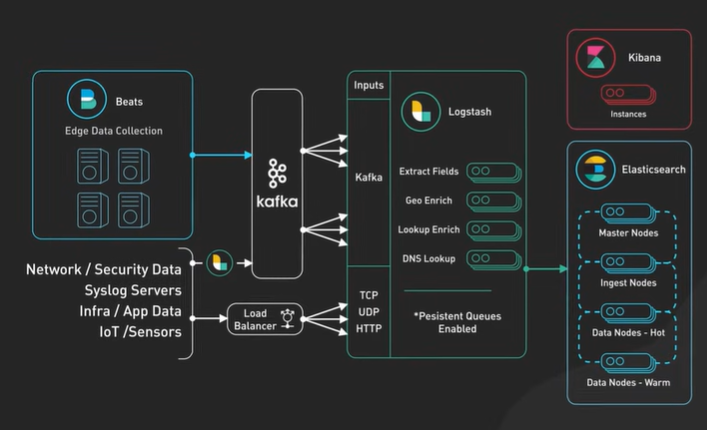 Beats
Edge Data Collection
Network / Security Data
Syslog Servers
Infra / App Data
IoT /Sensors
kafka
Load
Balancer
Inputs
Kafka
TCP
UDP
HTTP
Logstash
Extract Fields
Geo Enrich
Lookup Enrich
DNS Lookup
*Pesistent Queues
Enabled
Kibana
Instances
Elasticsearch
Master Nodes
Ingest Nodes
Data Nodes - Hot
Data Nodes - Warm